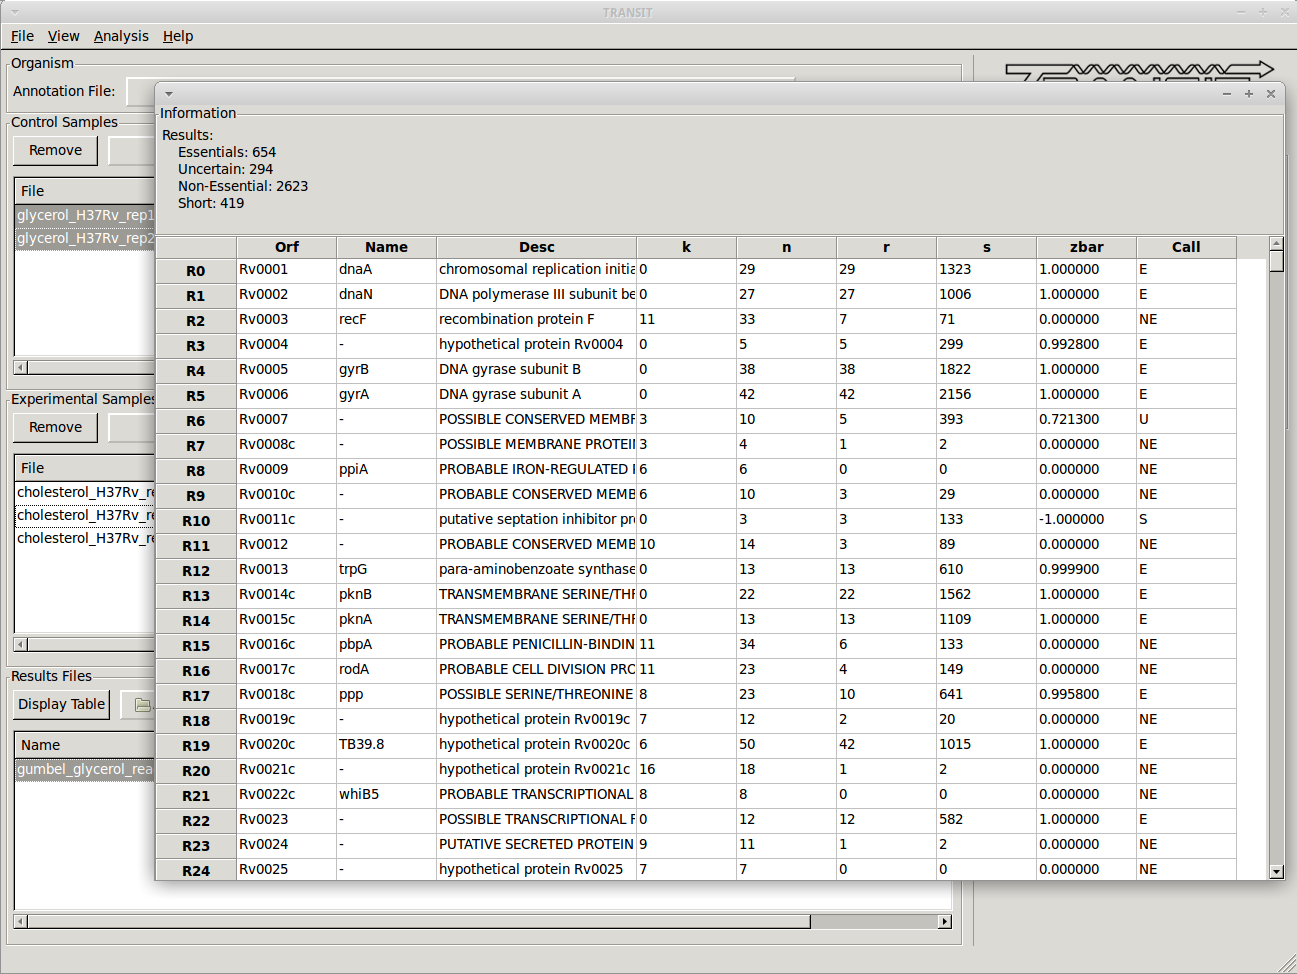 TRANSIT
File View Analysis Help
Organism
Annotation File:
Control Samples
Remove
File
glycerol_H37Rv_rep1
glycerol_H37Rv_rep2
Experimental Samples
Remove
File
cholesterol_H37Rv_re
cholesterol_H37Rv_re
cholesterol_H37Rv_re
Results Files
Display Table
Name
gumbel_glycerol_rea
Information
Results:
Essentials: 654
Uncertain: 294
Non-Essential: 2623
Short: 419
Orf Name Desc k n r s zbar Call
R0 Rv0001 dnaA chromosomal replication initia 0 29 29 1323 1.000000 E
R1 Rv0002 dnaN DNA polymerase III subunit be 0 27 27 1006 1.000000 E
R2 Rv0003 recF recombination protein F 11 33 7 71 0.000000 NE
R3 Rv0004 - hypothetical protein Rv0004 0 5 5 299 0.992800 E
R4 Rv0005 gyrB DNA gyrase subunit B 0 38 38 1822 1.000000 E
R5 Rv0006 gyrA DNA gyrase subunit A 0 42 42 2156 1.000000 E
R6 Rv0007 - POSSIBLE CONSERVED MEMBR 3 10 5 393 0.721300 U
R7 Rv0008c - POSSIBLE MEMBRANE PROTEIN 3 4 1 2 0.000000 NE
R8 Rv0009 ppiA PROBABLE IRON-REGULATED 6 6 0 0 0.000000 NE
R9 Rv0010c - PROBABLE CONSERVED MEMB 6 10 3 29 0.000000 NE
R10 Rv0011c - putative septation inhibitor pr 0 3 3 133 -1.000000 S
R11 Rv0012 - PROBABLE CONSERVED MEMB 10 14 3 89 0.000000 NE
R12 Rv0013 trpG para-aminobenzoate synthase 0 13 13 610 0.999900 E
R13 Rv0014c pknB TRANSMEMBRANE SERINE/THR 0 22 22 1562 1.000000 E
R14 Rv0015c pknA TRANSMEMBRANE SERINE/THR 0 13 13 1109 1.000000 E
R15 Rv0016c pbpA PROBABLE PENICILLIN-BINDIN 11 34 6 133 0.000000 NE
R16 Rv0017c rodA PROBABLE CELL DIVISION PRO 11 23 4 149 0.000000 NE
R17 Rv0018c ppp POSSIBLE SERINE/THREONINE 8 23 10 641 0.995800 E
R18 Rv0019c - hypothetical protein Rv0019c 7 12 2 20 0.000000 NE
R19 Rv0020c TB39.8 hypothetical protein Rv0020c 6 50 42 1015 1.000000 E
R20 Rv0021c - hypothetical protein Rv0021c 16 18 1 2 0.000000 NE
R21 Rv0022c whiB5 PROBABLE TRANSCRIPTIONAL 8 8 0 0 0.000000 NE
R22 Rv0023 - POSSIBLE TRANSCRIPTIONAL 0 12 12 582 1.000000 E
R23 Rv0024 - PUTATIVE SECRETED PROTEIN 9 11 1 2 0.000000 NE
R24 Rv0025 - hypothetical protein Rv0025 7 7 0 0 0.000000 NE